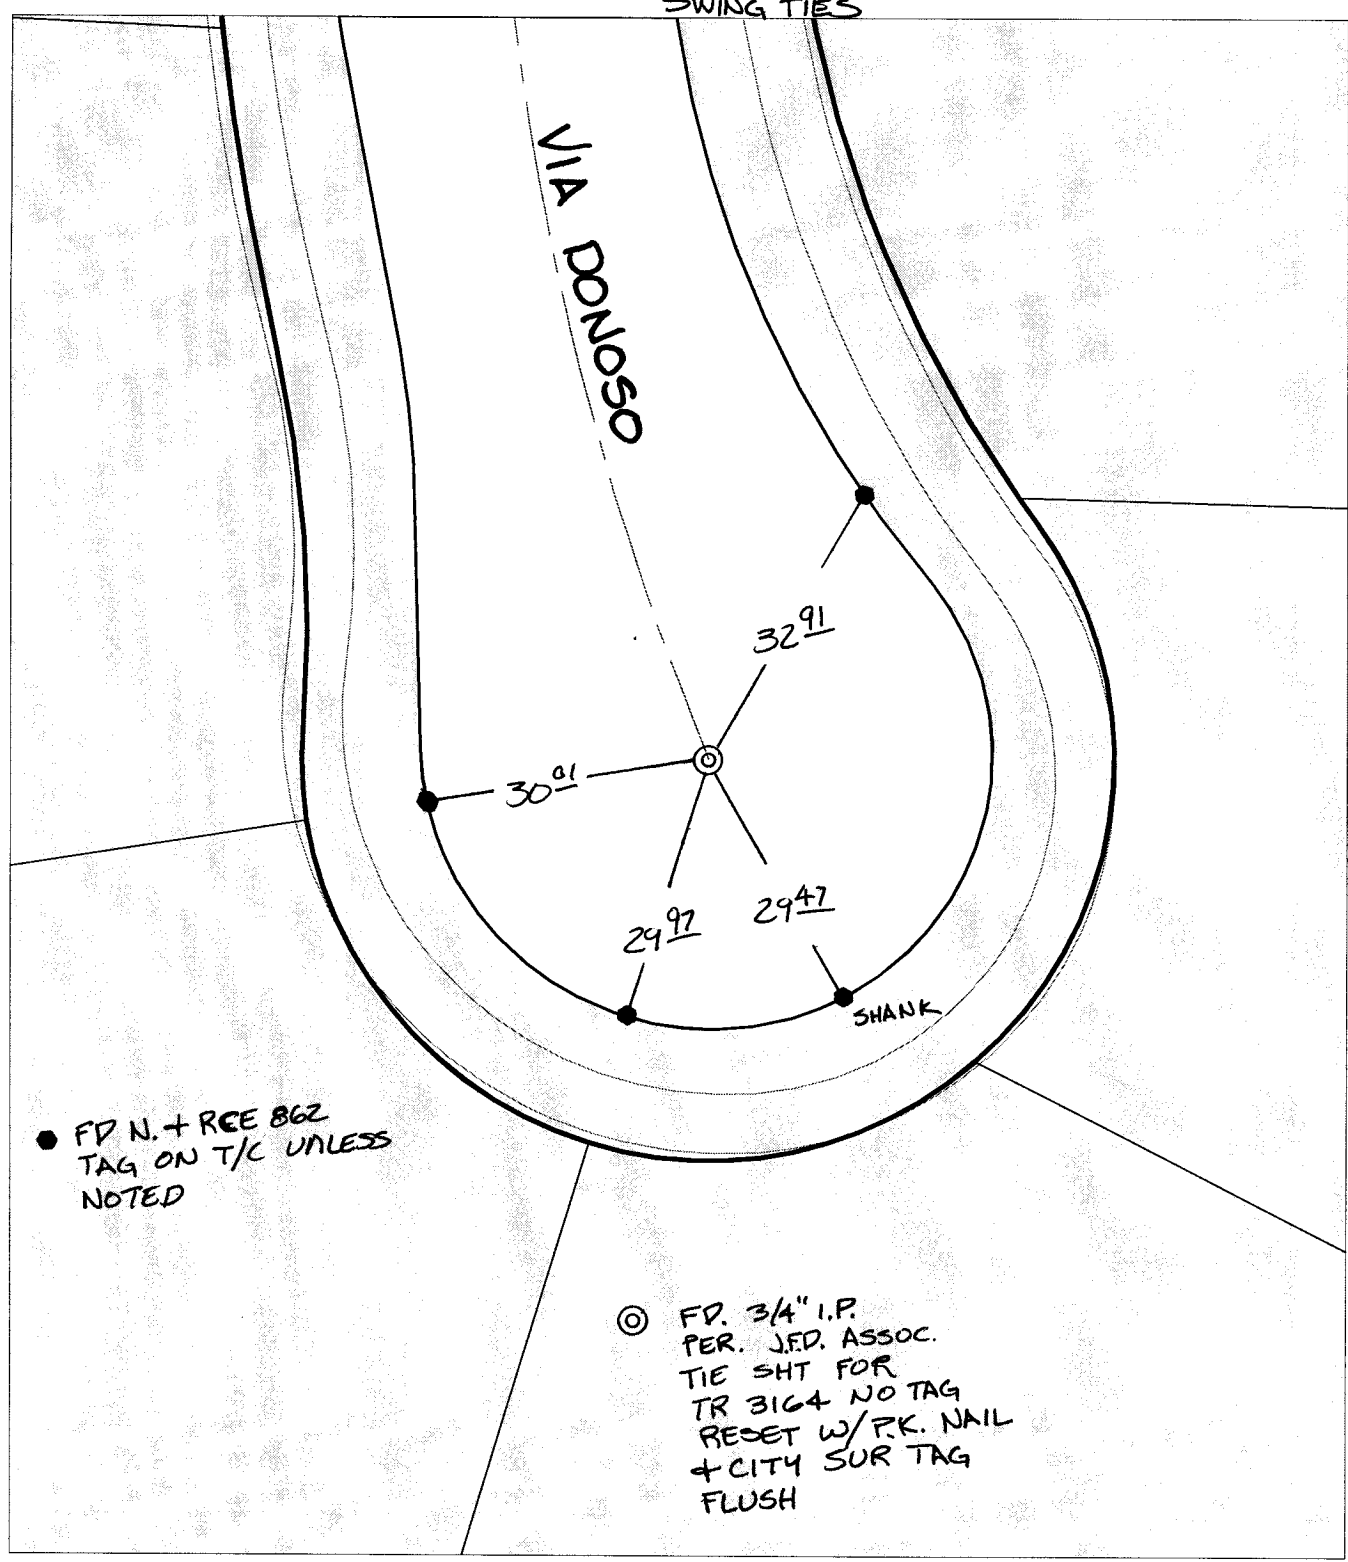 SWING TIES
VIA DONOSO
32 91
30 01
29 97
29 47
SHANK
FD N. + RCE 862
TAG ON T/C UNLESS
NOTED
FD. 3/4" I.P.
PER. J.F.D. ASSOC.
TIE SHT FOR
TR 3164 NO TAG
RESET W/ P.K. NAIL
& CITY SUR TAG
FLUSH